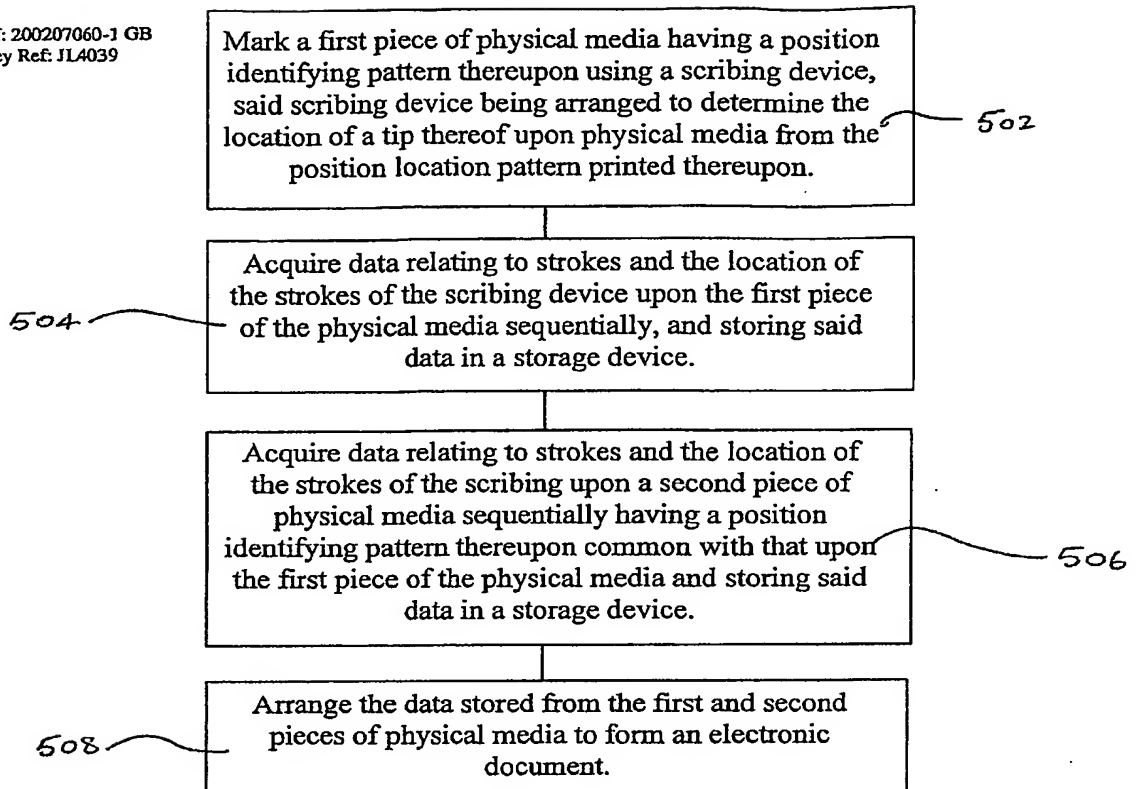 : 200207060-1 GB
y Ref: JL4039
Mark a first piece of physical media having a position
identifying pattern thereupon using a scribing device,
said scribing device being arranged to determine the
location of a tip thereof upon physical media from the
position location pattern printed thereupon.
502
Acquire data relating to strokes and the location of
the strokes of the scribing device upon the first piece
of the physical media sequentially, and storing said
data in a storage device.
504
Acquire data relating to strokes and the location of
the strokes of the scribing upon a second piece of
physical media sequentially having a position
identifying pattern thereupon common with that upon
the first piece of the physical media and storing said
data in a storage device.
506
Arrange the data stored from the first and second
pieces of physical media to form an electronic
document.
508